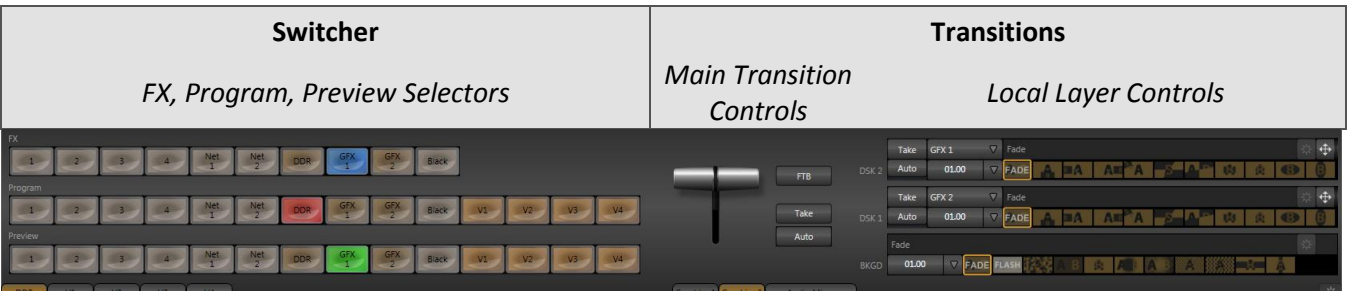 Switcher
Transitions
FX, Program, Preview Selectors
Main Transition
Controls
Local Layer Controls
FX
1 2 3 4 Net 1 Net 2 DDR GFX 1 GFX 2 Black
Program
1 2 3 4 Net 1 Net 2 DDR GFX 1 GFX 2 Black V1 V2 V3 V4
Preview
1 2 3 4 Net 1 Net 2 DDR GFX 1 GFX 2 Black V1 V2 V3 V4
FTB
Take
Auto
DSK 2
Take GFX 1 Fade
Auto 01.00 FADE
DSK 1
Take GFX 2 Fade
Auto 01.00 FADE
Fade
BKGD 01.00 FADE FLASH